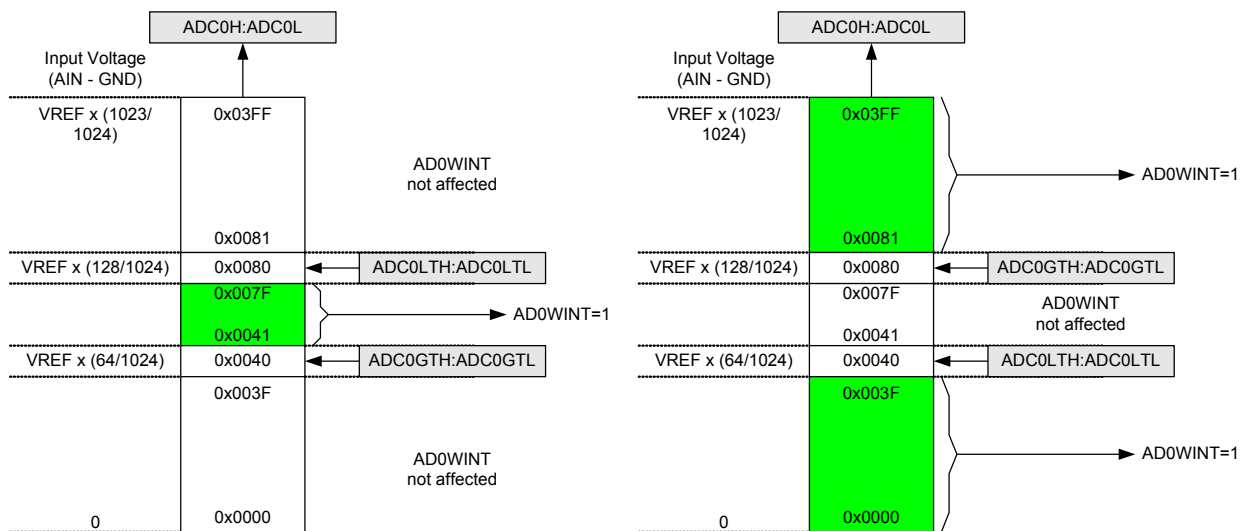 ADC0H:ADC0L
Input Voltage
(AIN - GND)
VREF x (1023/
1024)
0x03FF
AD0WINT
not affected
0x0081
VREF x (128/1024)
0x0080
ADC0LTH:ADC0LTL
0x007F
AD0WINT=1
0x0041
VREF x (64/1024)
0x0040
ADC0GTH:ADC0GTL
0x003F
AD0WINT
not affected
0
0x0000
ADC0H:ADC0L
Input Voltage
(AIN - GND)
VREF x (1023/
1024)
0x03FF
AD0WINT=1
0x0081
VREF x (128/1024)
0x0080
ADC0GTH:ADC0GTL
0x007F
AD0WINT
not affected
0x0041
VREF x (64/1024)
0x0040
ADC0LTH:ADC0LTL
0x003F
AD0WINT=1
0
0x0000